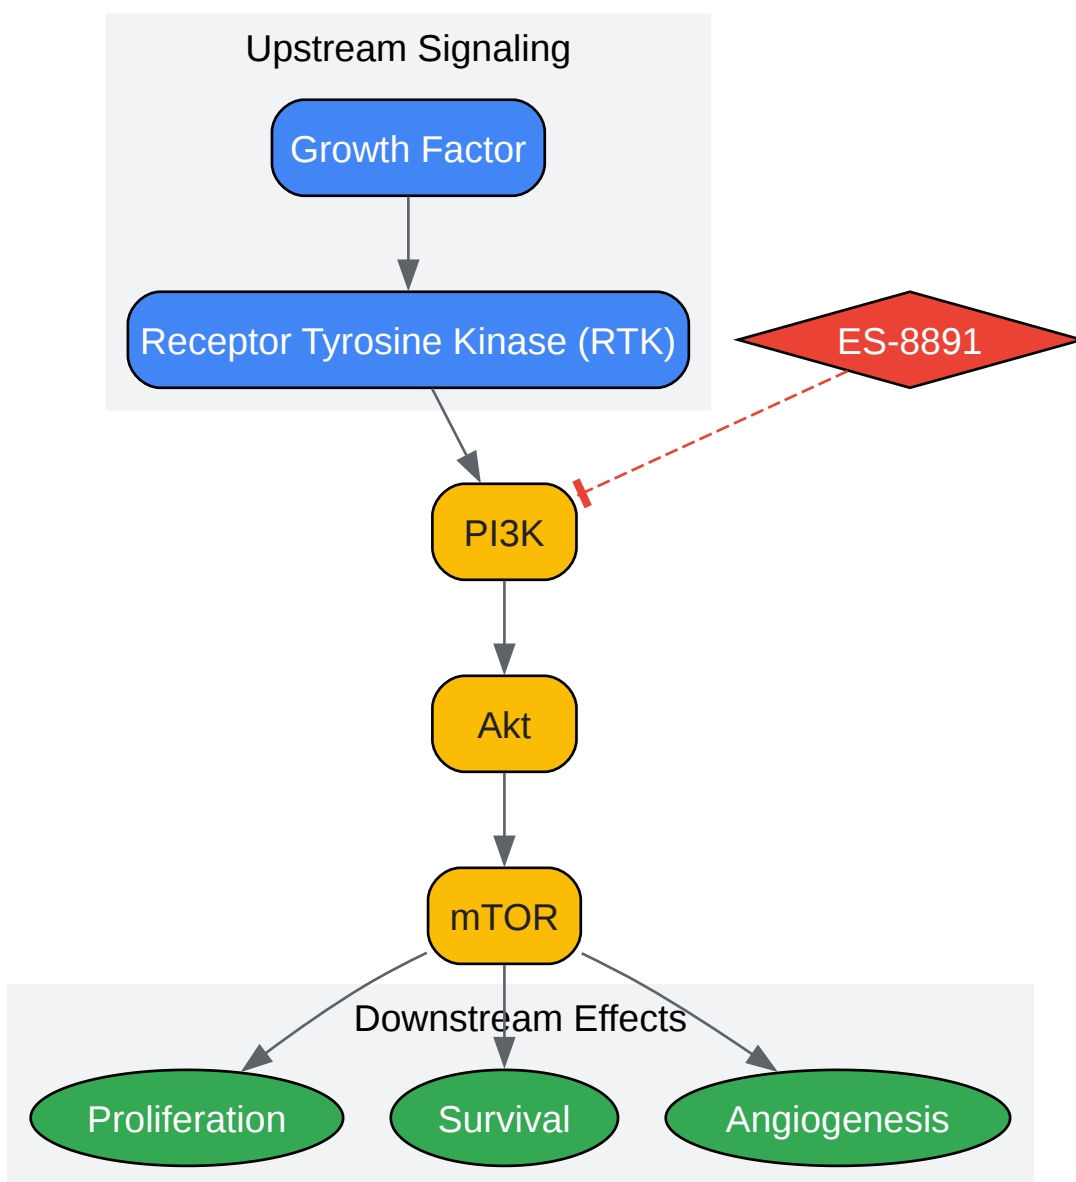 Upstream Signaling
Growth Factor
Receptor Tyrosine Kinase (RTK)
ES-8891
PI3K
Akt
mTOR
Downstream Effects
Proliferation
Survival
Angiogenesis